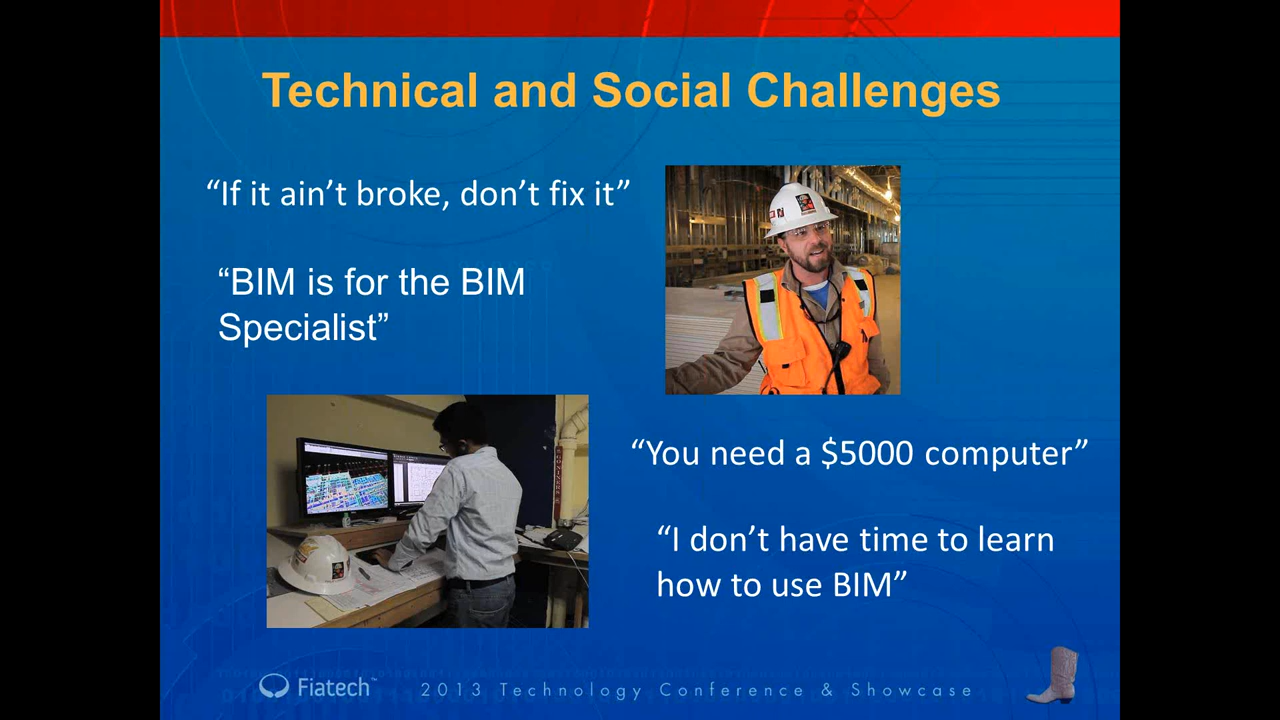 Technical and Social Challenges
“If it ain’t broke, don’t fix it”
“BIM is for the BIM
Specialist”
“You need a $5000 computer”
“I don’t have time to learn
how to use BIM”
Fiatech™
2013 Technology Conference & Showcase